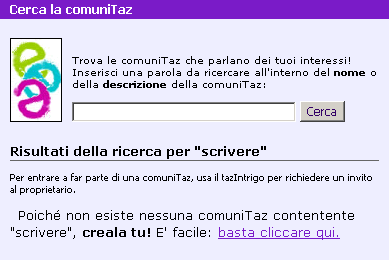 Cerca la comuniTaz
Trova le comuniTaz che parlano dei tuoi interessi!
Inserisci una parola da ricercare all'interno del nome o
della descrizione della comuniTaz:
Cerca
Risultati della ricerca per "scrivere"
Per entrare a far parte di una comuniTaz, usa il tazIntrigo per richiedere un invito
al proprietario.
Poiché non esiste nessuna comuniTaz contentente
"scrivere", creala tu! E' facile: basta cliccare qui.